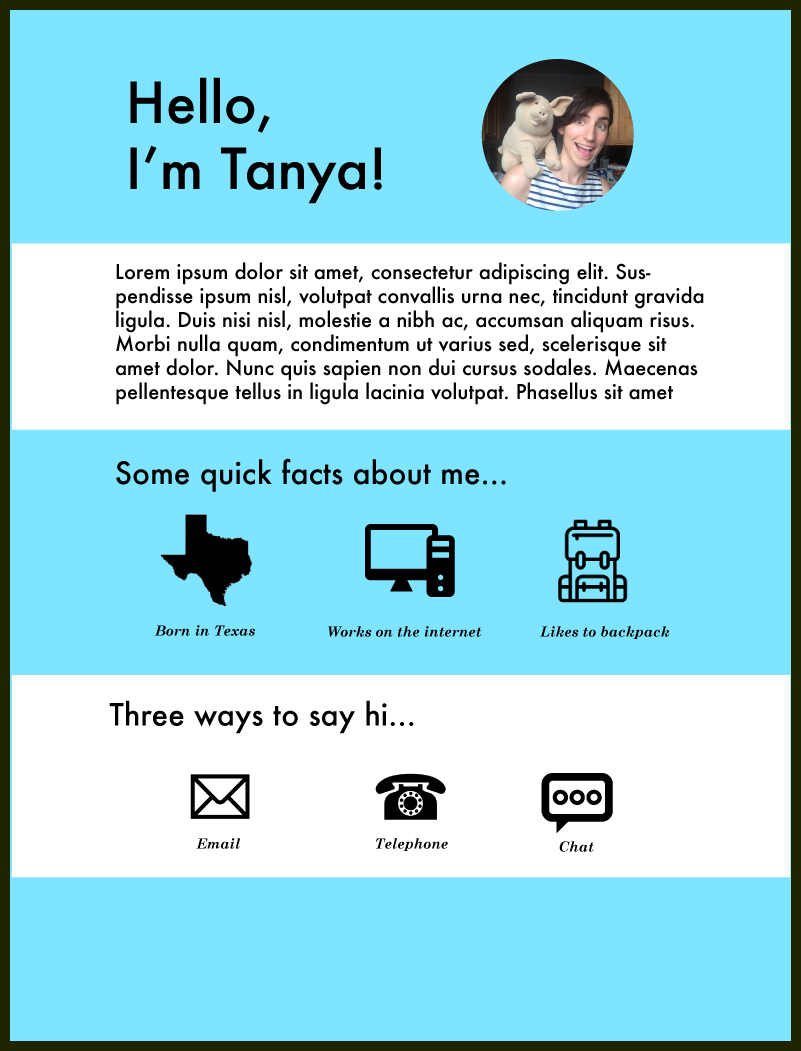 Hello,
I’m Tanya!
Lorem ipsum dolor sit amet, consectetur adipiscing elit. Sus-
pendisse ipsum nisl, volutpat convallis urna nec, tincidunt gravida
ligula. Duis nisi nisl, molestie a nibh ac, accumsan aliquam risus.
Morbi nulla quam, condimentum ut varius sed, scelerisque sit
amet dolor. Nunc quis sapien non dui cursus sodales. Maecenas
pellentesque tellus in ligula lacinia volutpat. Phasellus sit amet
Some quick facts about me...
Born in Texas
Works on the internet
Likes to backpack
Three ways to say hi...
Email
Telephone
Chat